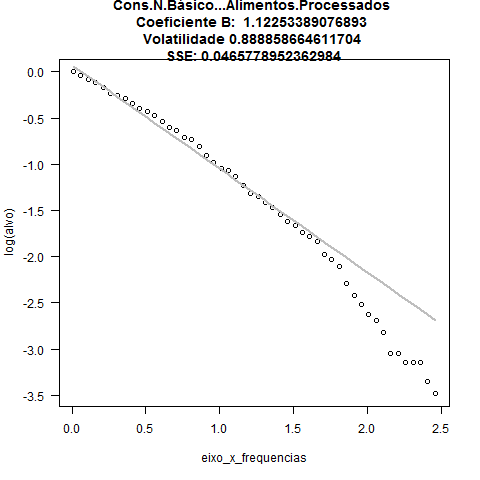 Cons.N.Básico...Alimentos.Processados
Coeficiente B:  1.12253389076893
Volatilidade 0.888858664611704
SSE: 0.0465778952362984
0.0
-0.5
-1.0
-1.5
-2.0
-2.5
-3.0
-3.5
log(alvo)
0.0 0.5 1.0 1.5 2.0 2.5
eixo_x_frequencias